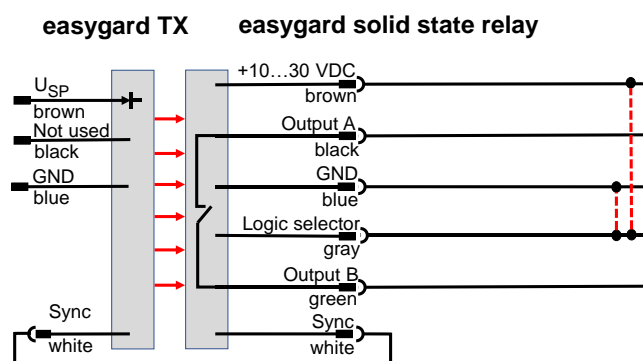 easygard TX
easygard solid state relay
USP
brown
Not used
black
GND
blue
Sync
white
+10…30 VDC
brown
Output A
black
GND
blue
Logic selector
gray
Output B
green
Sync
white